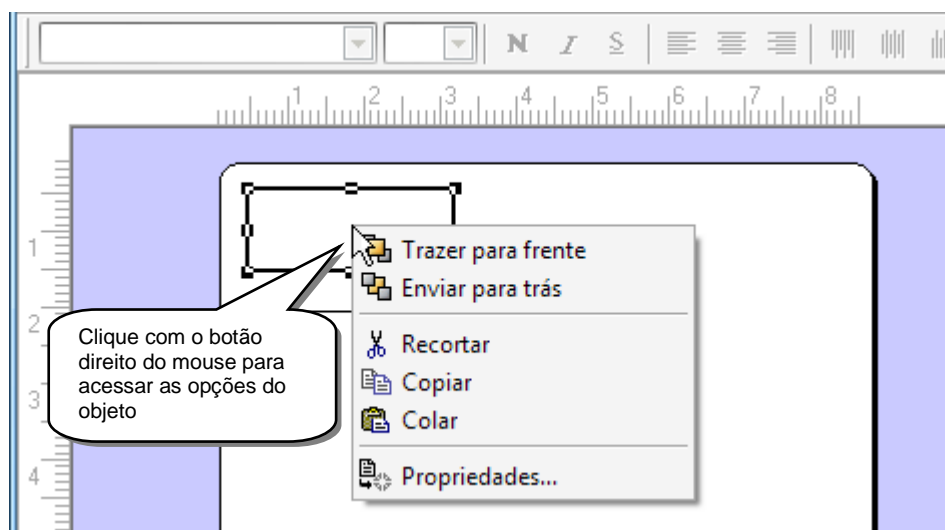 N I S
1 2 3 4 5 6 7 8
1
Trazer para frente
Enviar para trás
2
Clique com o botão
direito do mouse para
acessar as opções do
objeto
Recortar
3
Copiar
Colar
4
Propriedades...